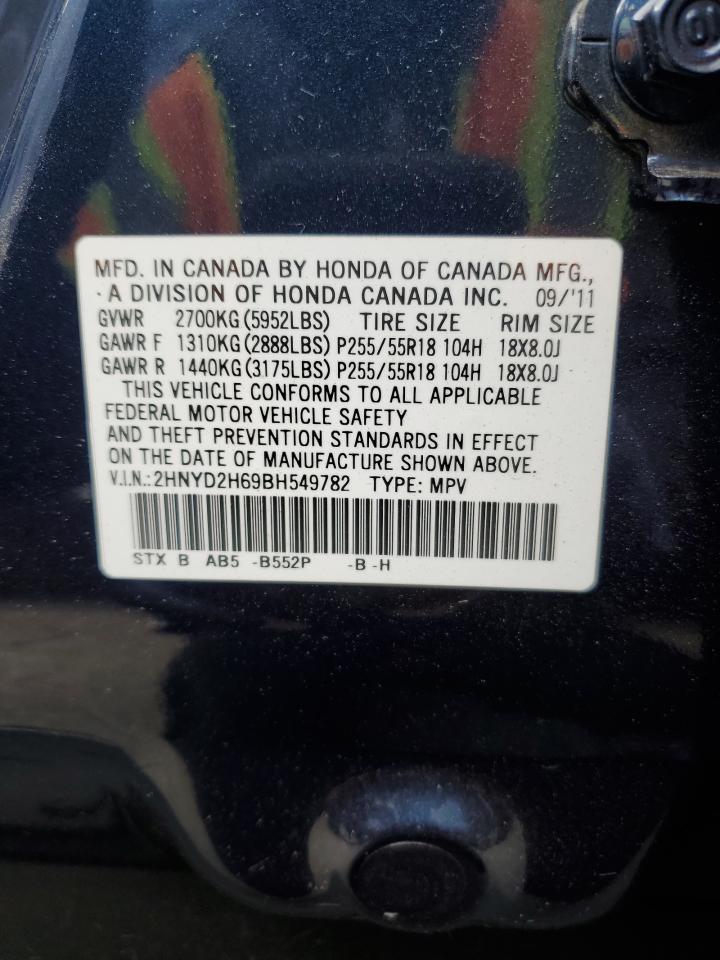 MFD. IN CANADA BY HONDA OF CANADA MFG.,
A DIVISION OF HONDA CANADA INC. 09/'11
GVWR 2700KG(5952LBS) TIRE SIZE RIM SIZE
GAWR F 1310KG(2888LBS) P255/55R18 104H 18X8.0J
GAWR R 1440KG(3175LBS) P255/55R18 104H 18X8.0J
THIS VEHICLE CONFORMS TO ALL APPLICABLE
FEDERAL MOTOR VEHICLE SAFETY
AND THEFT PREVENTION STANDARDS IN EFFECT
ON THE DATE OF MANUFACTURE SHOWN ABOVE.
V.I.N.:2HNYD2H69BH549782 TYPE: MPV
STX B AB5 -B552P -B -H